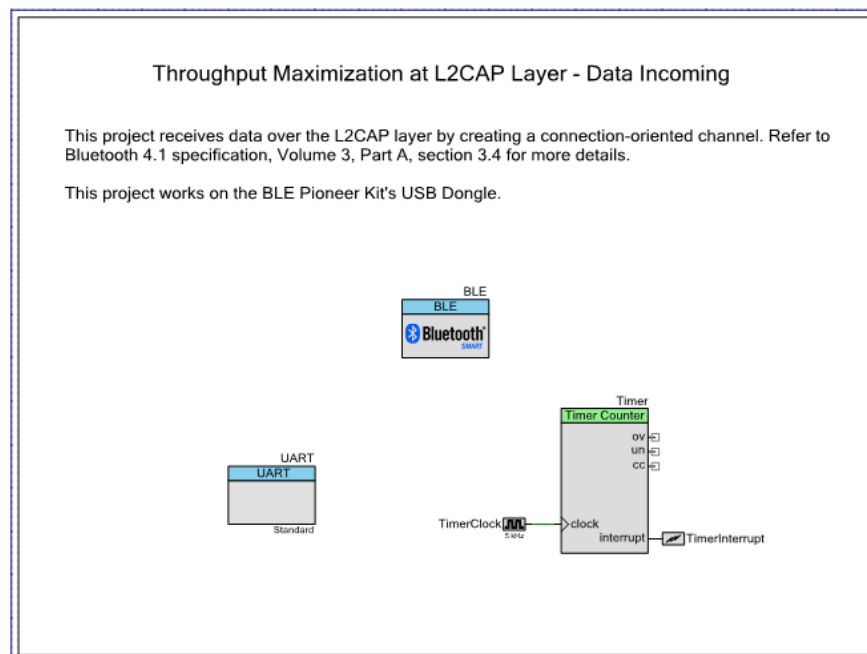 Throughput Maximization at L2CAP Layer - Data Incoming
This project receives data over the L2CAP layer by creating a connection-oriented channel. Refer to
Bluetooth 4.1 specification, Volume 3, Part A, section 3.4 for more details.
This project works on the BLE Pioneer Kit's USB Dongle.
BLE
BLE
Bluetooth
SMART
Timer
Timer Counter
ov
un
cc
UART
UART
Standard
TimerClock
5 kHz
clock
interrupt
TimerInterrupt